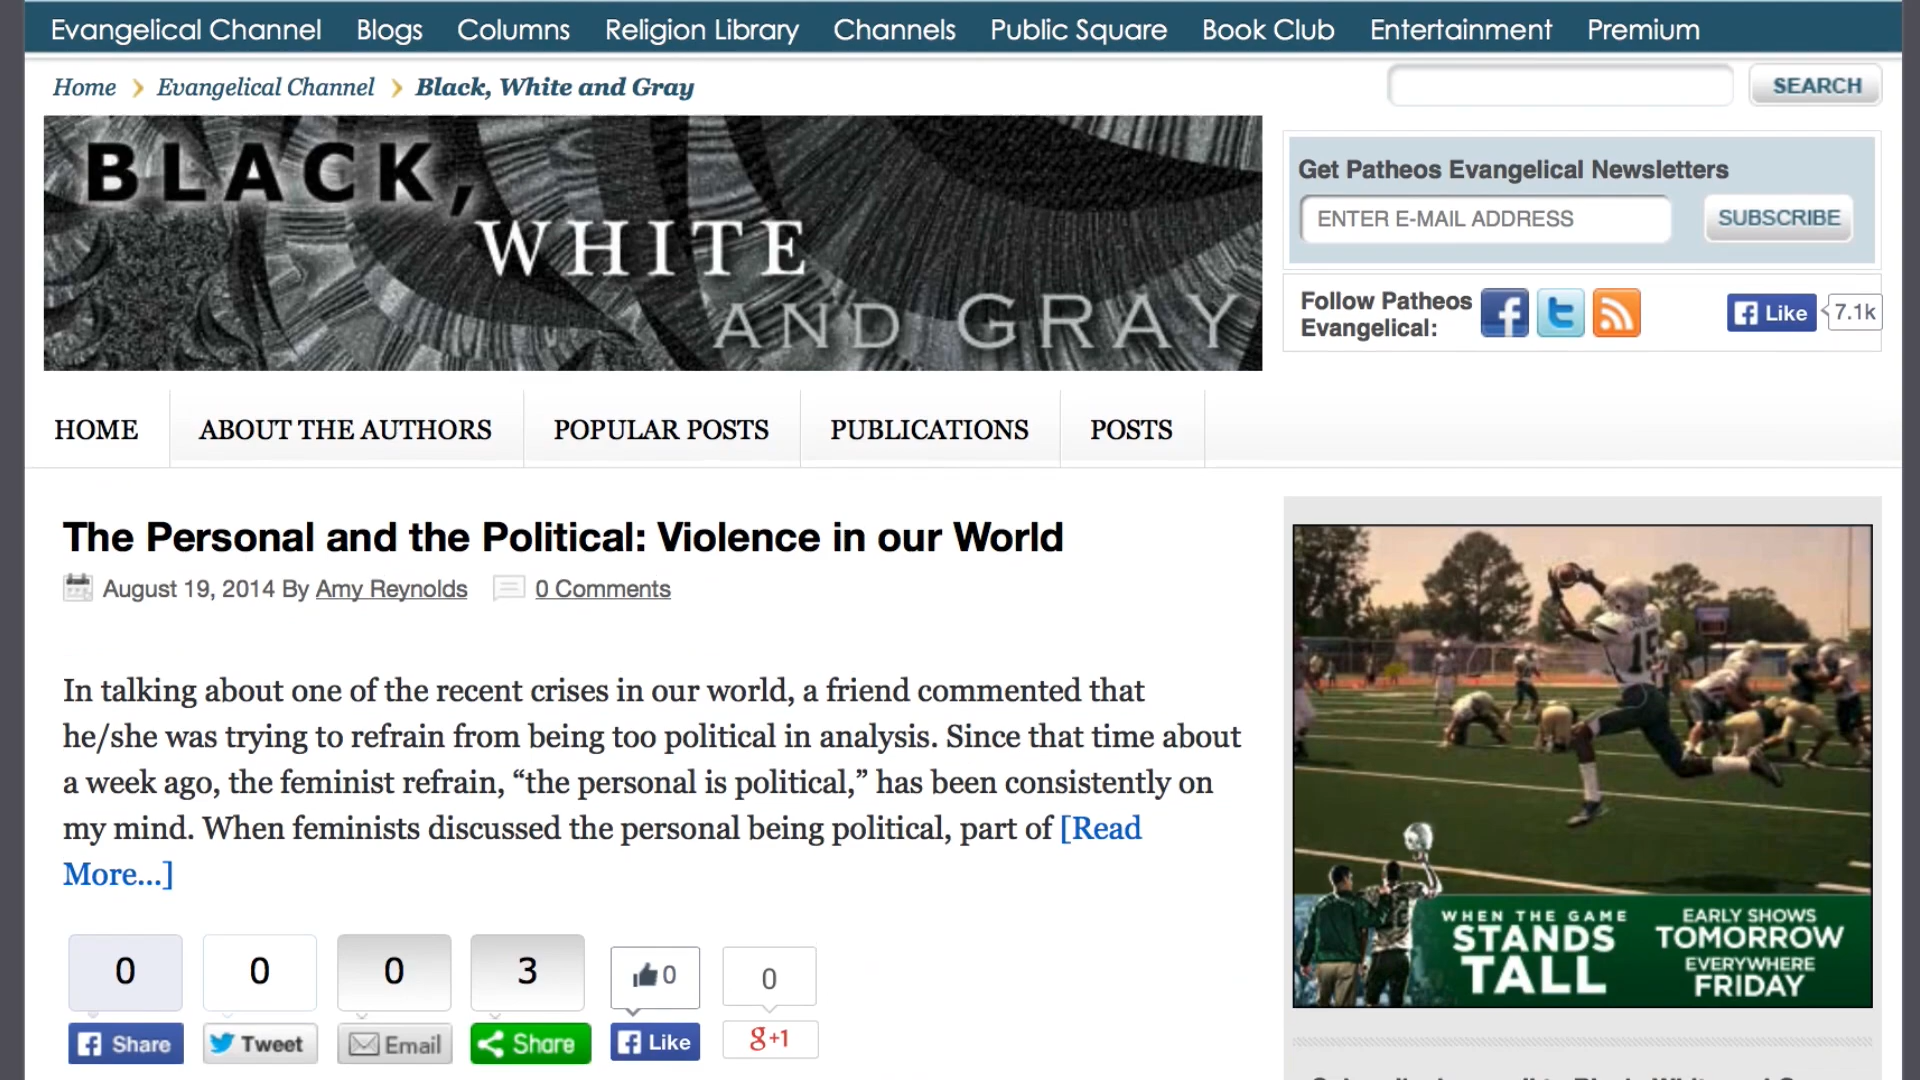 Evangelical Channel Blogs Columns Religion Library Channels Public Square Book Club Entertainment Premium
Home Evangelical Channel Black, White and Gray
SEARCH
BLACK,
WHITE
AND GRAY
Get Patheos Evangelical Newsletters
ENTER E-MAIL ADDRESS SUBSCRIBE
Follow Patheos
Evangelical:
Like 7.1k
HOME ABOUT THE AUTHORS POPULAR POSTS PUBLICATIONS POSTS
The Personal and the Political: Violence in our World
August 19, 2014 By Amy Reynolds 0 Comments
In talking about one of the recent crises in our world, a friend commented that
he/she was trying to refrain from being too political in analysis. Since that time about
a week ago, the feminist refrain, “the personal is political,” has been consistently on
my mind. When feminists discussed the personal being political, part of [Read
More...]
0 0 0 3 0 0
Share Tweet Email Share Like g+1
15
WHEN THE GAME
STANDS
TALL
EARLY SHOWS
TOMORROW
EVERYWHERE
FRIDAY